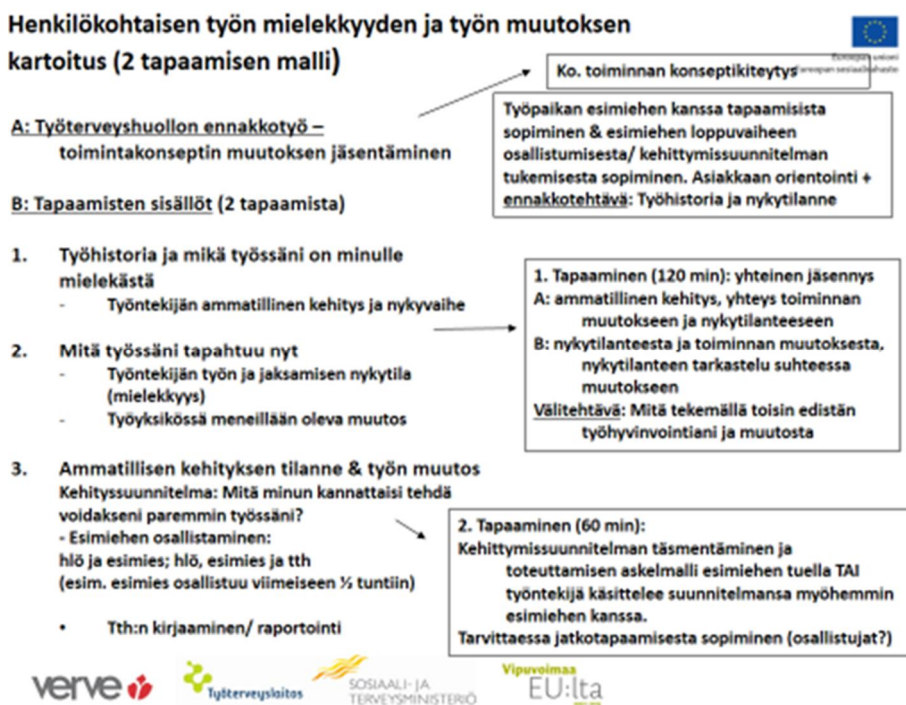 Henkilökohtaisen työn mielekkyyden ja työn muutoksen
kartoitus (2 tapaamisen malli)
Euroopan unioni
Euroopan sosiaalirahasto
Ko. toiminnan konseptikiteytys
A: Työterveyshuollon ennakkotyö –
toimintakonseptin muutoksen jäsentäminen
Työpaikan esimiehen kanssa tapaamisista
sopiminen & esimiehen loppuvaiheen
osallistumisesta/ kehittymissuunnitelman
tukemisesta sopiminen. Asiakkaan orientointi +
ennakkotehtävä: Työhistoria ja nykytilanne
B: Tapaamisten sisällöt (2 tapaamista)
1. Työhistoria ja mikä työssäni on minulle
mielekästä
- Työntekijän ammatillinen kehitys ja nykyvaihe
2. Mitä työssäni tapahtuu nyt
- Työntekijän työn ja jaksamisen nykytila
(mielekkyys)
- Työyksikössä meneillään oleva muutos
1. Tapaaminen (120 min): yhteinen jäsennys
A: ammatillinen kehitys, yhteys toiminnan
muutokseen ja nykytilanteeseen
B: nykytilanteesta ja toiminnan muutoksesta,
nykytilanteen tarkastelu suhteessa
muutokseen
Välitehtävä: Mitä tekemällä toisin edistän
työhyvinvointiani ja muutosta
3. Ammatillisen kehityksen tilanne & työn muutos
Kehityssuunnitelma: Mitä minun kannattaisi tehdä
voidakseni paremmin työssäni?
- Esimiehen osallistaminen:
hlö ja esimies; hlö, esimies ja tth
(esim. esimies osallistuu viimeiseen ½ tuntiin)
• Tth:n kirjaaminen/ raportointi
2. Tapaaminen (60 min):
Kehittymissuunnitelman täsmentäminen ja
toteuttamisen askelmalli esimiehen tuella TAI
työntekijä käsittelee suunnitelmansa myöhemmin
esimiehen kanssa.
Tarvittaessa jatkotapaamisesta sopiminen (osallistujat?)
verve
Työterveyslaitos
SOSIAALI- JA
TERVEYSMINISTERIÖ
Vipuvoimaa
EU:lta